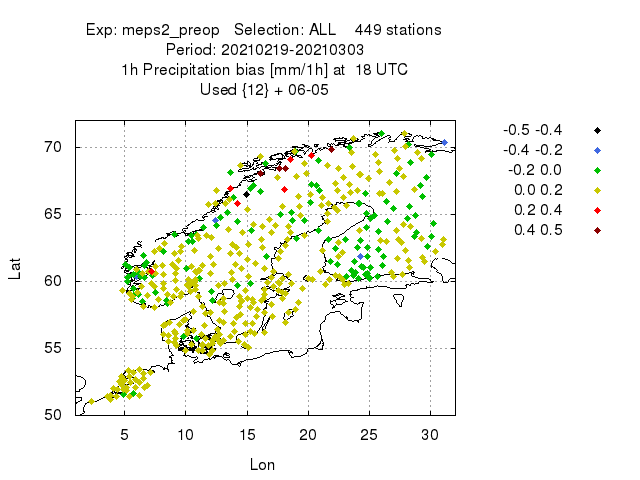 Exp: meps2_preop   Selection: ALL    449 stations
Period: 20210219-20210303
1h Precipitation bias [mm/1h] at  18 UTC
Used {12} + 06-05
-0.5 -0.4
-0.4 -0.2
-0.2 0.0
0.0 0.2
0.2 0.4
0.4 0.5
70
65
60
55
50
Lat
5 10 15 20 25 30
Lon